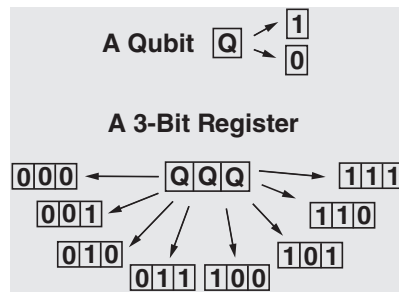 A Qubit Q 1
0
A 3-Bit Register
000 QQQ 111
001 110
010 101
011 100